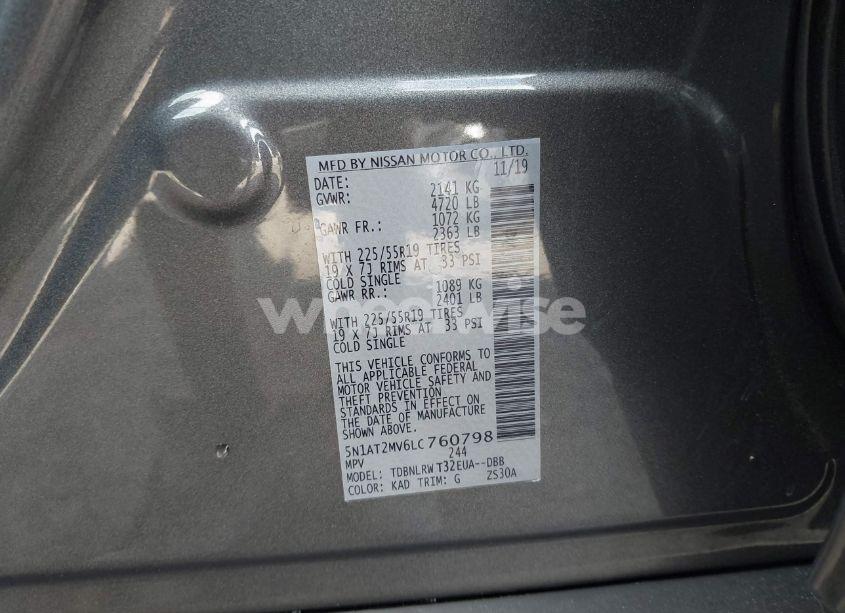 MFD BY NISSAN MOTOR CO., LTD.
DATE: 11/19
GVWR: 2141 KG
4720 LB
GAWR FR.: 1072 KG
2363 LB
WITH 225/55R19 TIRES
19 X 7J RIMS AT 33 PSI
COLD SINGLE
GAWR RR.: 1089 KG
2401 LB
WITH 225/55R19 TIRES
19 X 7J RIMS AT 33 PSI
COLD SINGLE
THIS VEHICLE CONFORMS TO
ALL APPLICABLE FEDERAL
MOTOR VEHICLE SAFETY AND
THEFT PREVENTION
STANDARDS IN EFFECT ON
THE DATE OF MANUFACTURE
SHOWN ABOVE.
5N1AT2MV6LC760798
MPV 244
MODEL: TDBNLRWT32EUA--DBB
COLOR: KAD TRIM: G ZS30A
wheelwise